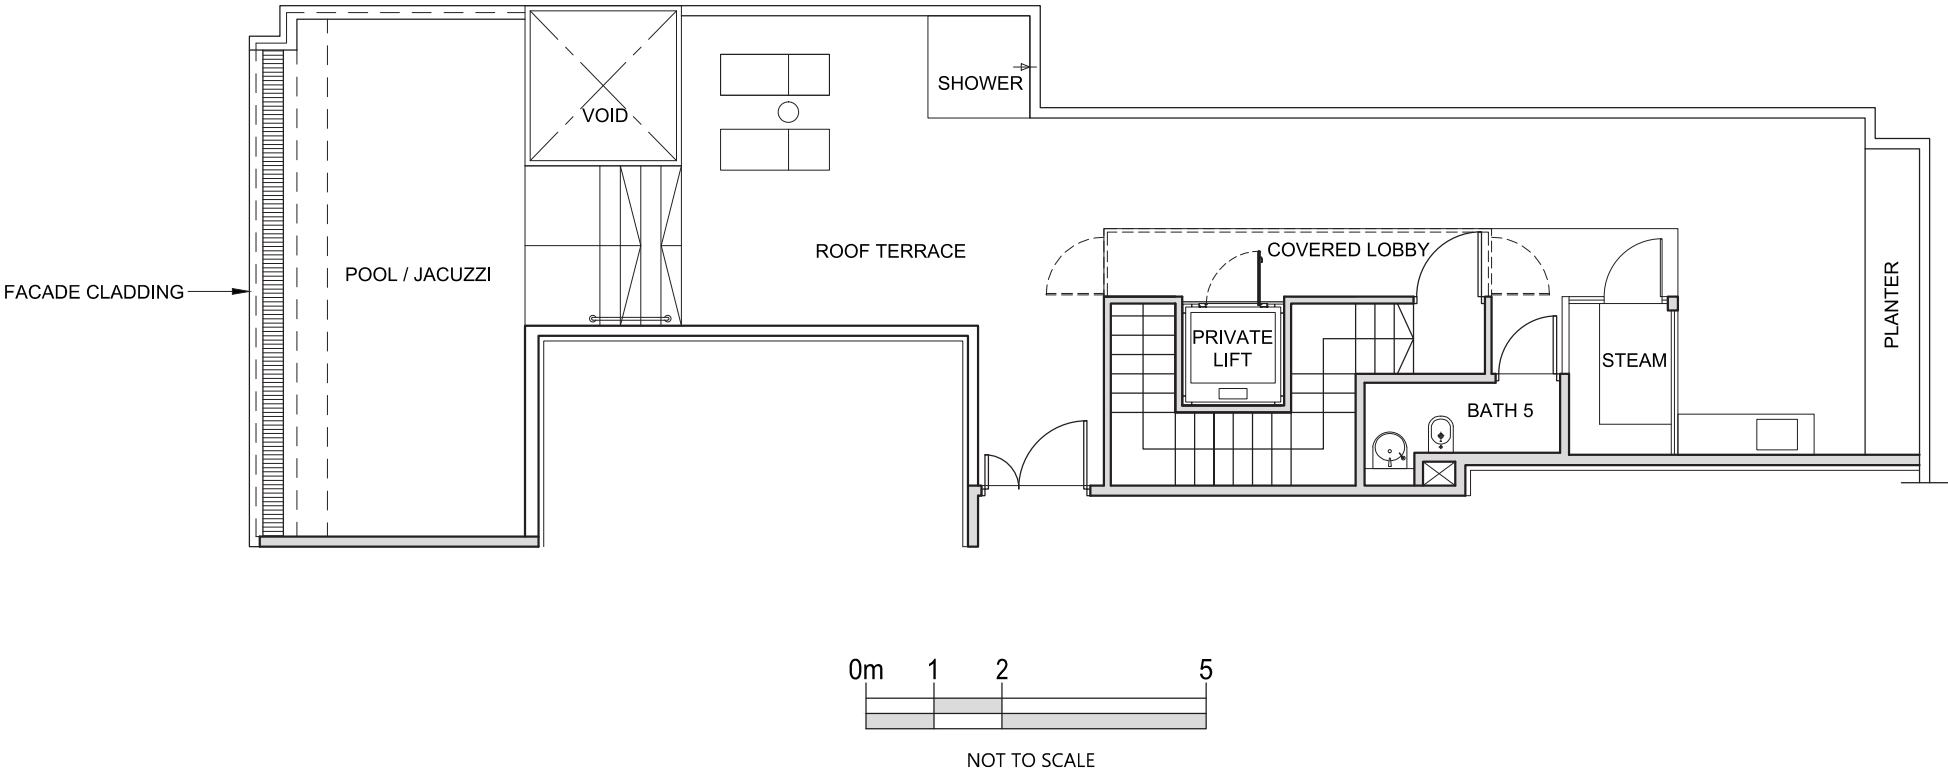 SHOWER
VOID
ROOF TERRACE
COVERED LOBBY
POOL / JACUZZI
FACADE CLADDING
PLANTER
PRIVATE
LIFT
STEAM
BATH 5
0m 1 2 5
NOT TO SCALE